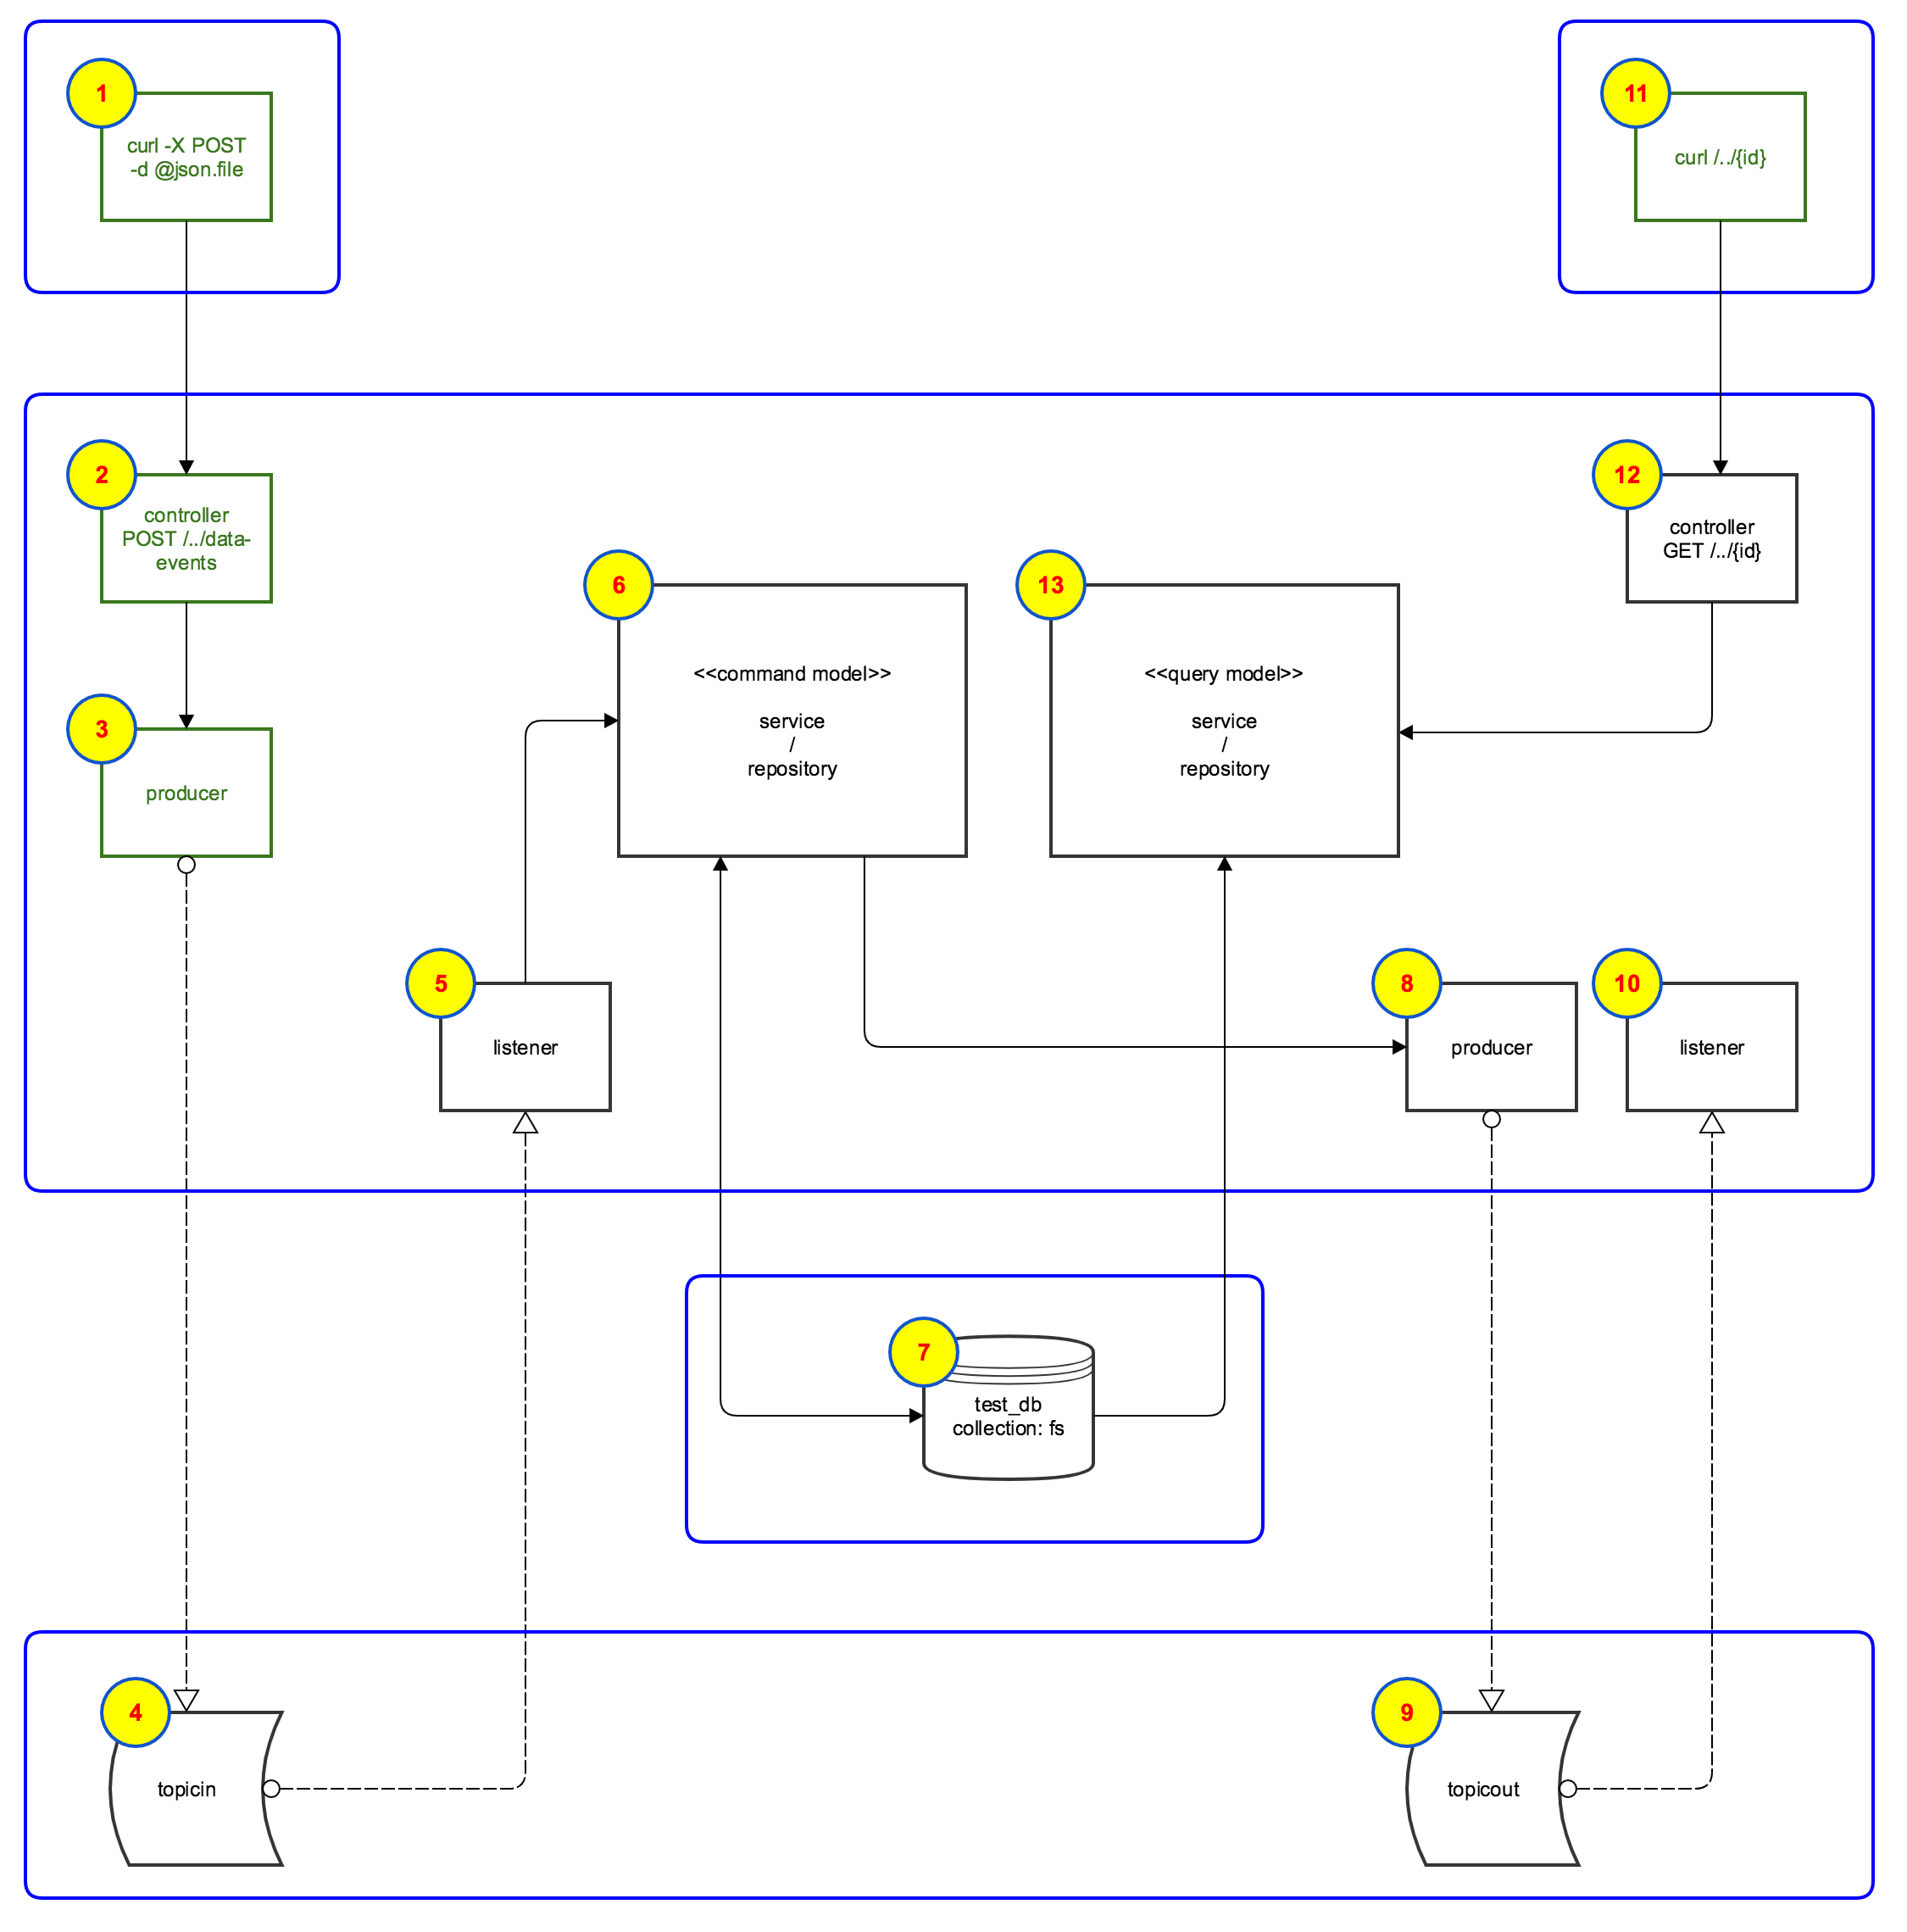 1
curl -X POST
-d @json.file
11
curl /../{id}
2
controller
POST /../data-
events
12
controller
GET /../{id}
6
<<command model>>
service
/
repository
13
<<query model>>
service
/
repository
3
producer
5
listener
8
producer
10
listener
7
test_db
collection: fs
4
topicin
9
topicout